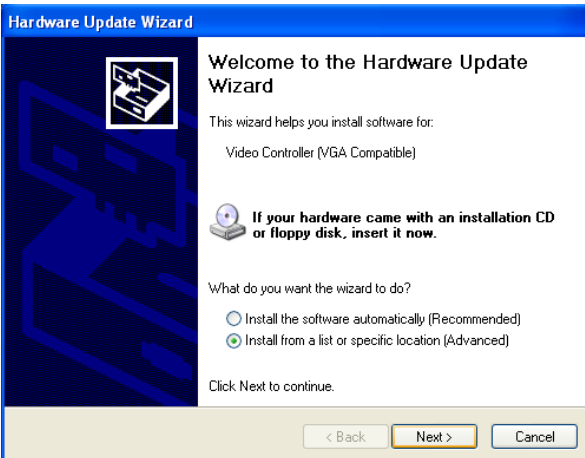 Hardware Update Wizard
Welcome to the Hardware Update
Wizard
This wizard helps you install software for:
Video Controller (VGA Compatible)
If your hardware came with an installation CD
or floppy disk, insert it now.
What do you want the wizard to do?
Install the software automatically (Recommended)
Install from a list or specific location (Advanced)
Click Next to continue.
< Back Next > Cancel